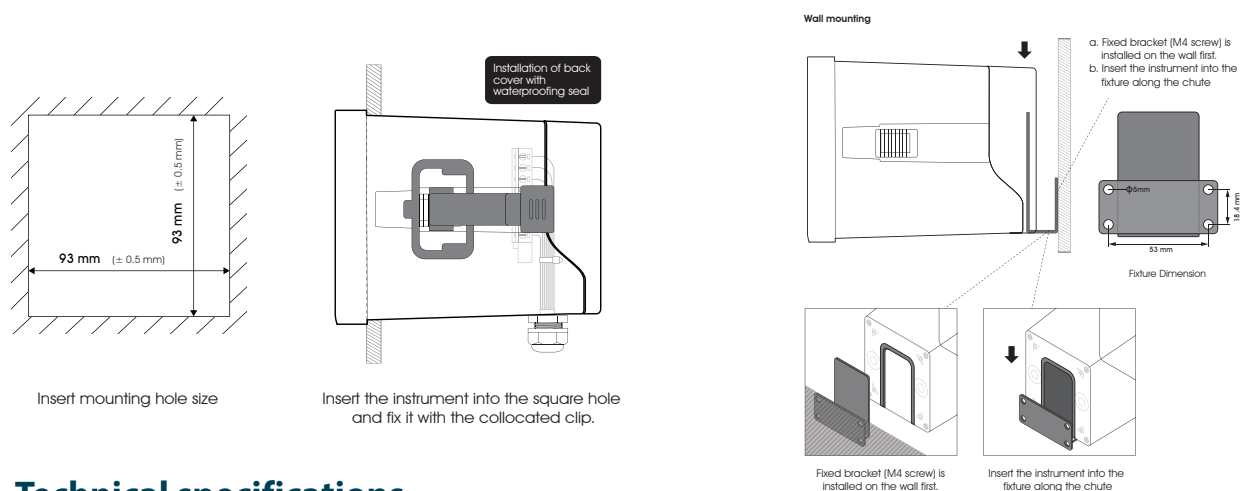 Wall mounting
Installation of back
cover with
waterproofing seal
93 mm (± 0.5 mm)
93 mm (± 0.5 mm)
Insert mounting hole size
Insert the instrument into the square hole
and fix it with the collocated clip.
a. Fixed bracket (M4 screw) is
installed on the wall first.
b. Insert the instrument into the
fixture along the chute
Φ5mm
18.4 mm
53 mm
Fixture Dimension
Fixed bracket (M4 screw) is
installed on the wall first.
Insert the instrument into the
fixture along the chute
Technical specifications